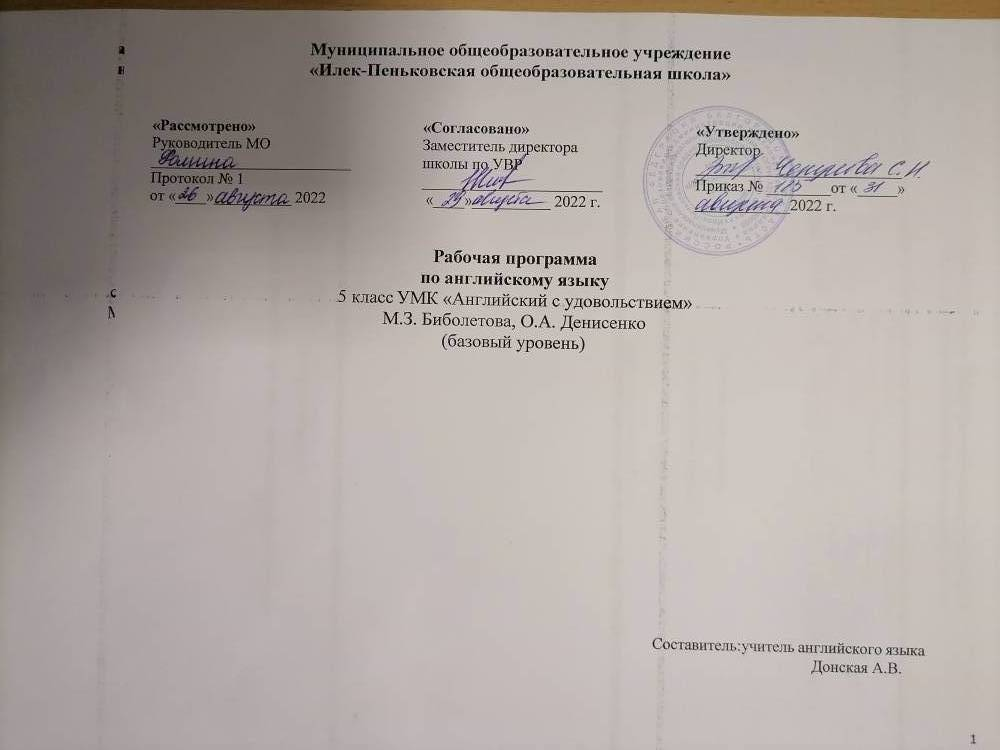 Муниципальное общеобразовательное учреждение
«Илек-Пеньковская общеобразовательная школа»
«Рассмотрено»
Руководитель МО
Фомина
Протокол № 1
от «26» августа 2022
«Согласовано»
Заместитель директора
школы по УВР
«29» августа 2022 г.
«Утверждено»
Директор
С.И.
Приказ № от «31»
августа 2022 г.
Рабочая программа
по английскому языку
5 класс УМК «Английский с удовольствием»
М.З. Биболетова, О.А. Денисенко
(базовый уровень)
Составитель:учитель английского языка
Донская А.В.
1